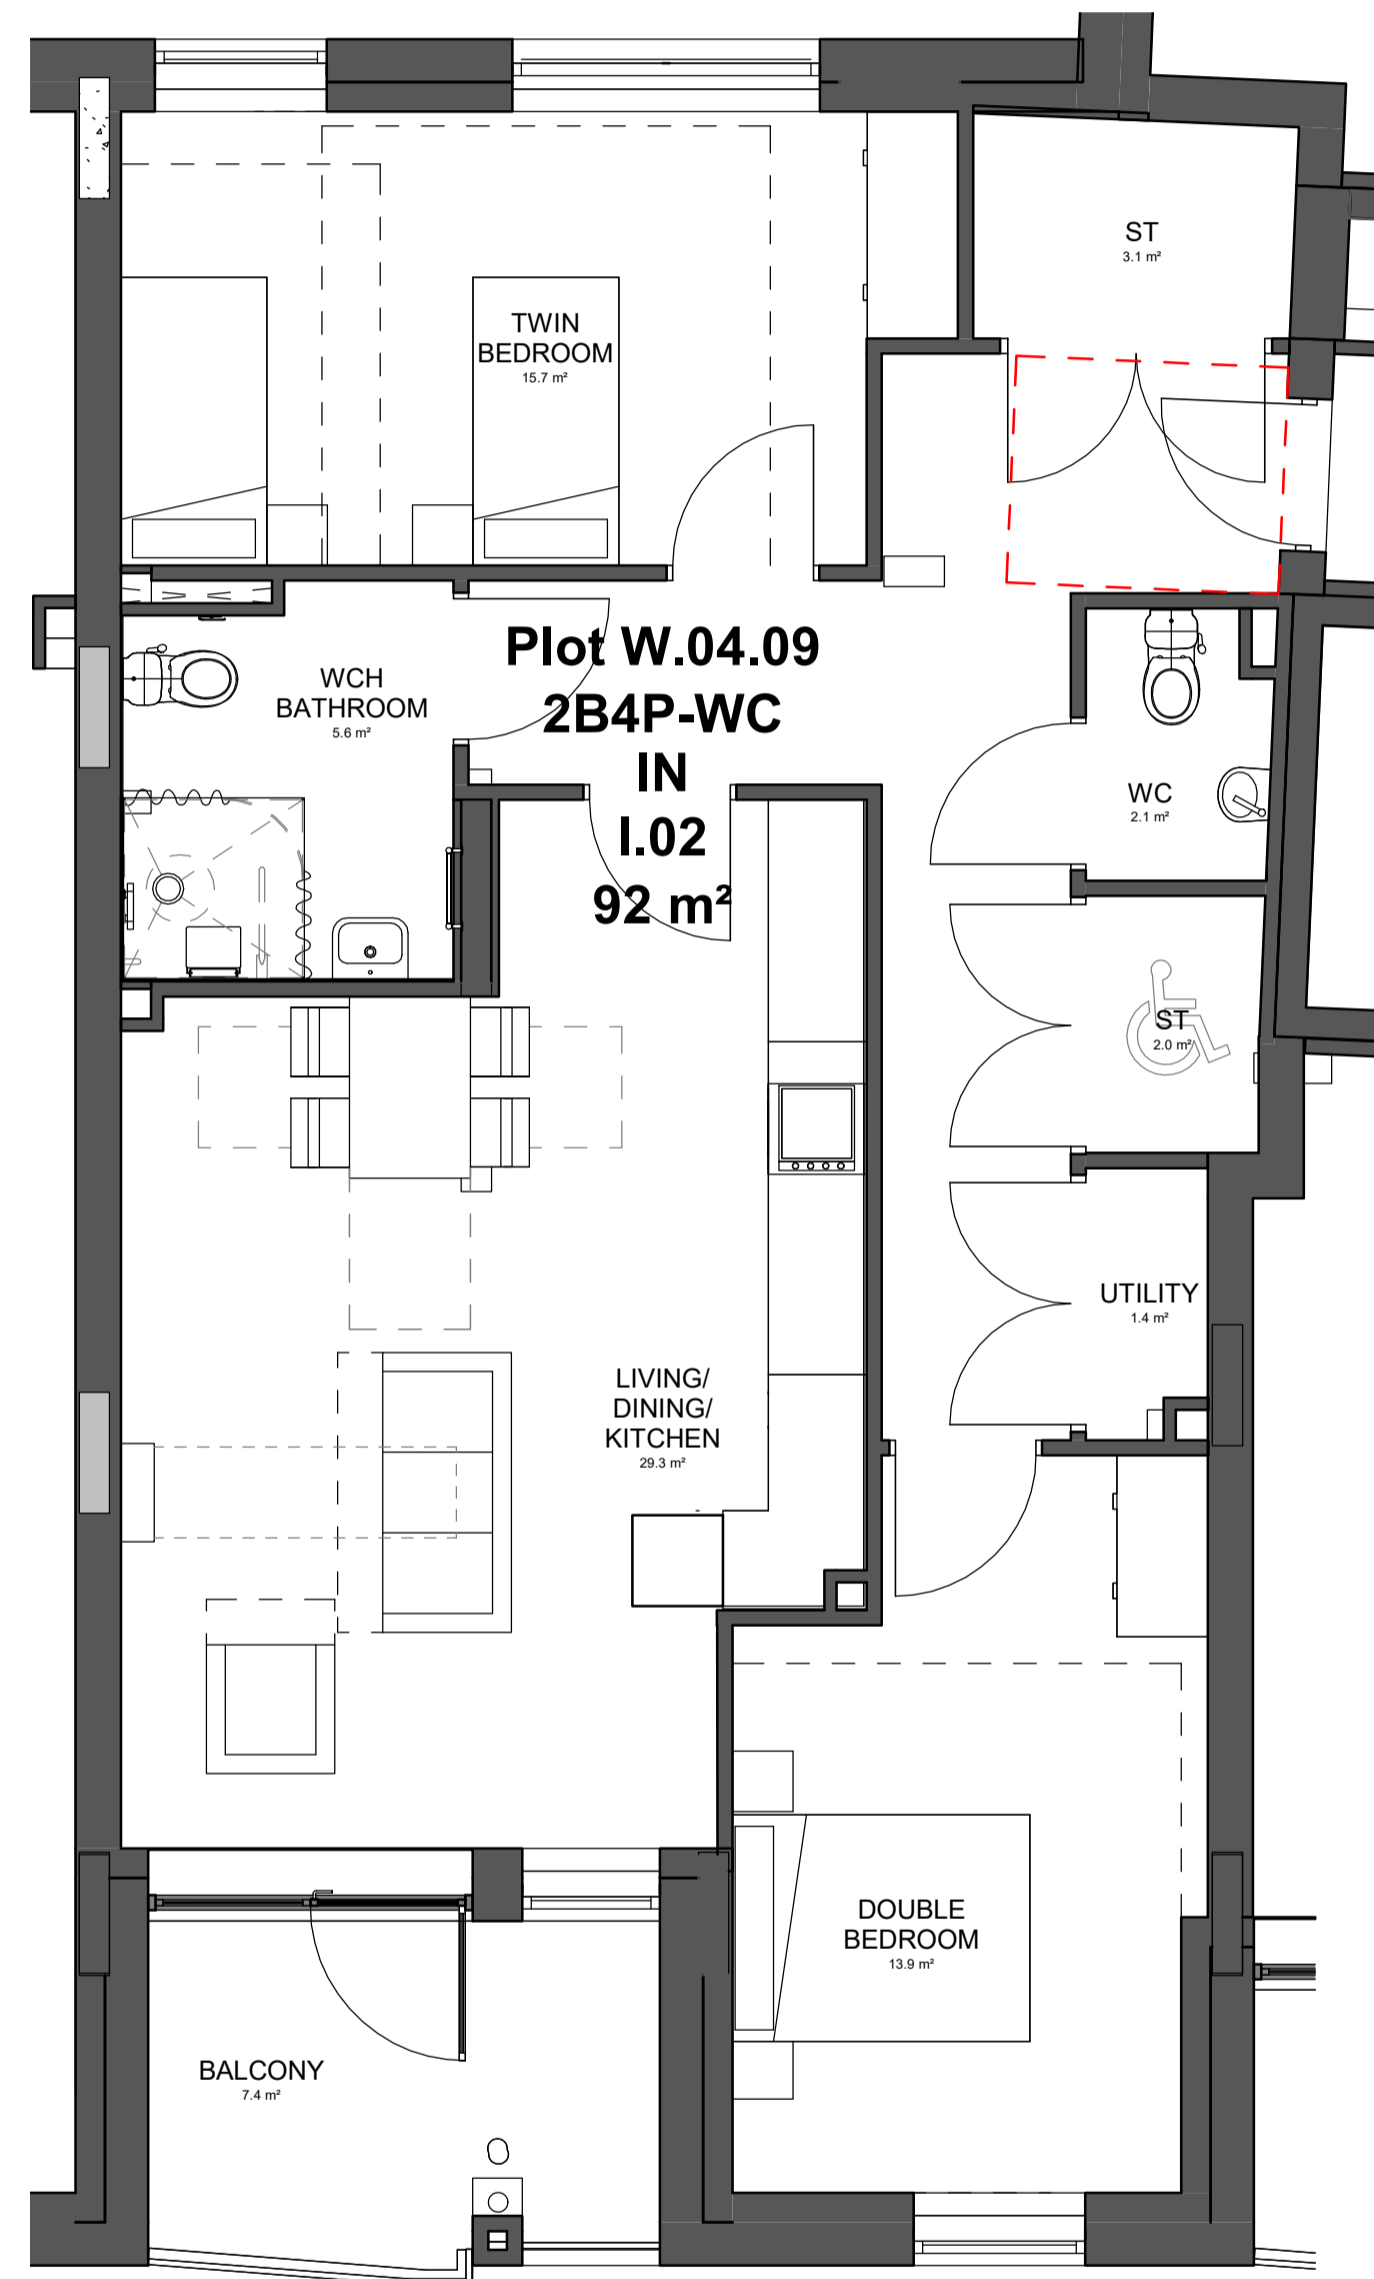 ST
3.1 m²
TWIN
BEDROOM
15.7 m²
Plot W.04.09
2B4P-WC
IN
I.02
92 m²
WCH
BATHROOM
5.6 m²
WC
2.1 m²
ST
2.0 m²
UTILITY
1.4 m²
LIVING/
DINING/
KITCHEN
29.3 m²
DOUBLE
BEDROOM
13.9 m²
BALCONY
7.4 m²